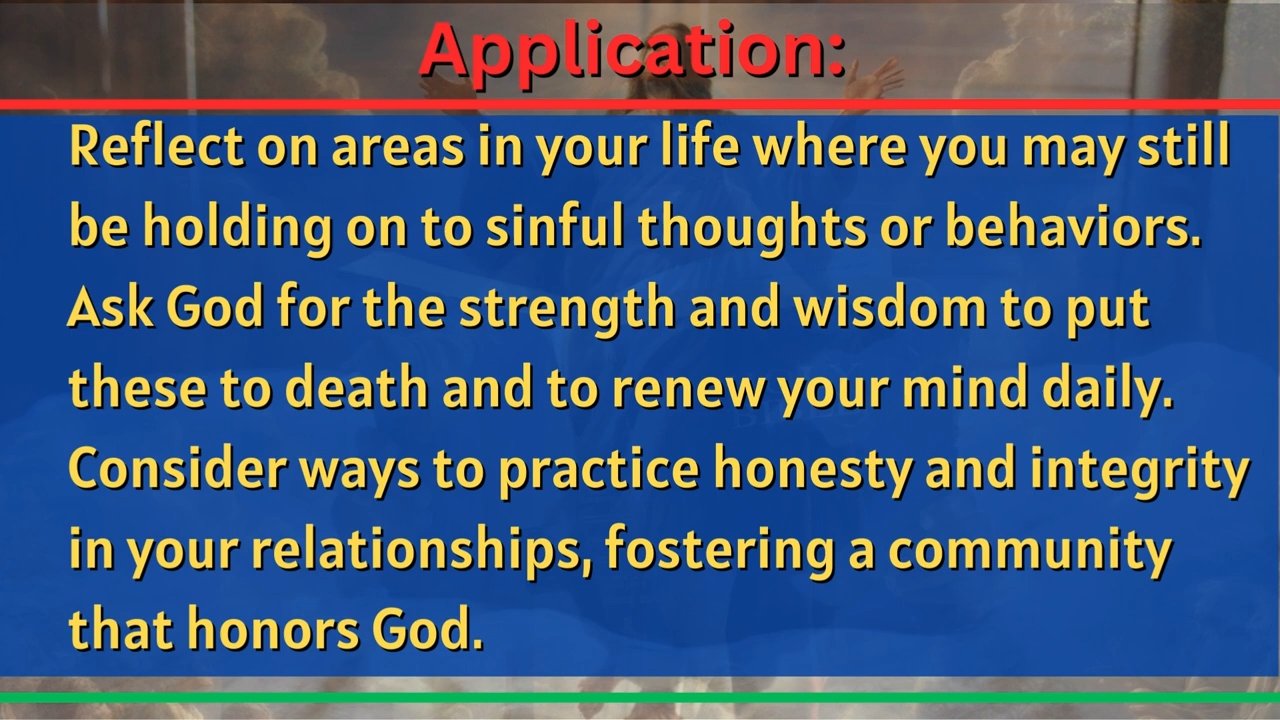 Application:
Reflect on areas in your life where you may still
be holding on to sinful thoughts or behaviors.
Ask God for the strength and wisdom to put
these to death and to renew your mind daily.
Consider ways to practice honesty and integrity
in your relationships, fostering a community
that honors God.